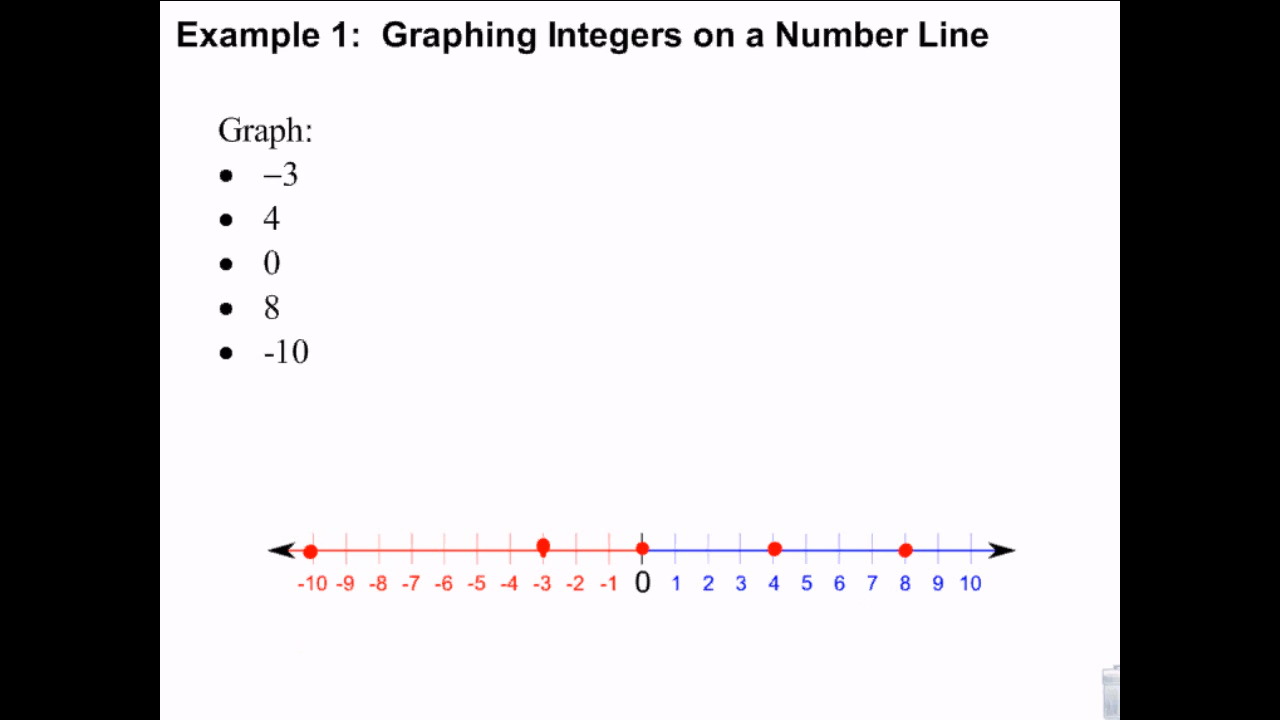 Example 1: Graphing Integers on a Number Line
Graph:
• –3
• 4
• 0
• 8
• -10
-10 -9 -8 -7 -6 -5 -4 -3 -2 -1 0 1 2 3 4 5 6 7 8 9 10